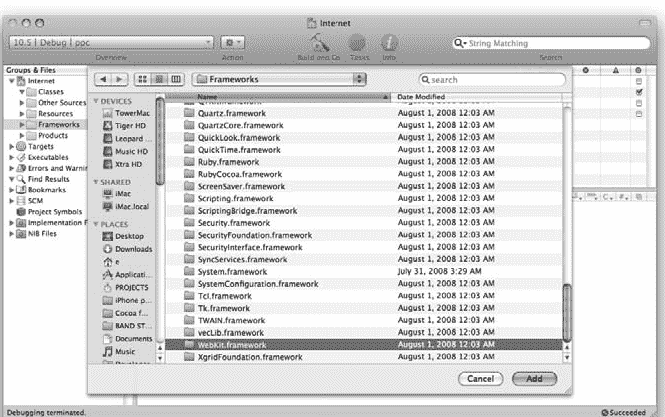 Internet
10.5 | Debug | ppc
String Matching
Overview
Action
Build and Go
Tasks
Info
Search
Groups & Files
Internet
Classes
Other Sources
Resources
Frameworks
Products
Targets
Executables
Errors and Warnin
Find Results
Bookmarks
SCM
Project Symbols
Implementation F
NIB Files
Frameworks
search
DEVICES
TowerMac
Tiger HD
Leopard ...
Music HD
Xtra HD
SHARED
iMac
iMac.local
PLACES
Desktop
Downloads
e
Applicati...
PROJECTS
iPhone p...
Cocoa f...
BAND ST...
Documents
Music
Name Date Modified
Quartz.framework August 1, 2008 12:03 AM
QuartzCore.framework August 1, 2008 12:03 AM
QuickLook.framework August 1, 2008 12:03 AM
QuickTime.framework August 1, 2008 12:03 AM
Ruby.framework August 1, 2008 12:03 AM
RubyCocoa.framework August 1, 2008 12:03 AM
ScreenSaver.framework August 1, 2008 12:03 AM
Scripting.framework August 1, 2008 12:03 AM
ScriptingBridge.framework August 1, 2008 12:03 AM
Security.framework August 1, 2008 12:03 AM
SecurityFoundation.framework August 1, 2008 12:03 AM
SecurityInterface.framework August 1, 2008 12:03 AM
SyncServices.framework August 1, 2008 12:03 AM
System.framework July 31, 2008 3:29 AM
SystemConfiguration.framework August 1, 2008 12:03 AM
Tcl.framework August 1, 2008 12:03 AM
Tk.framework August 1, 2008 12:03 AM
TWAIN.framework August 1, 2008 12:03 AM
vecLib.framework August 1, 2008 12:03 AM
WebKit.framework August 1, 2008 12:03 AM
XgridFoundation.framework August 1, 2008 12:03 AM
Cancel
Add
Debugging terminated.
Succeeded